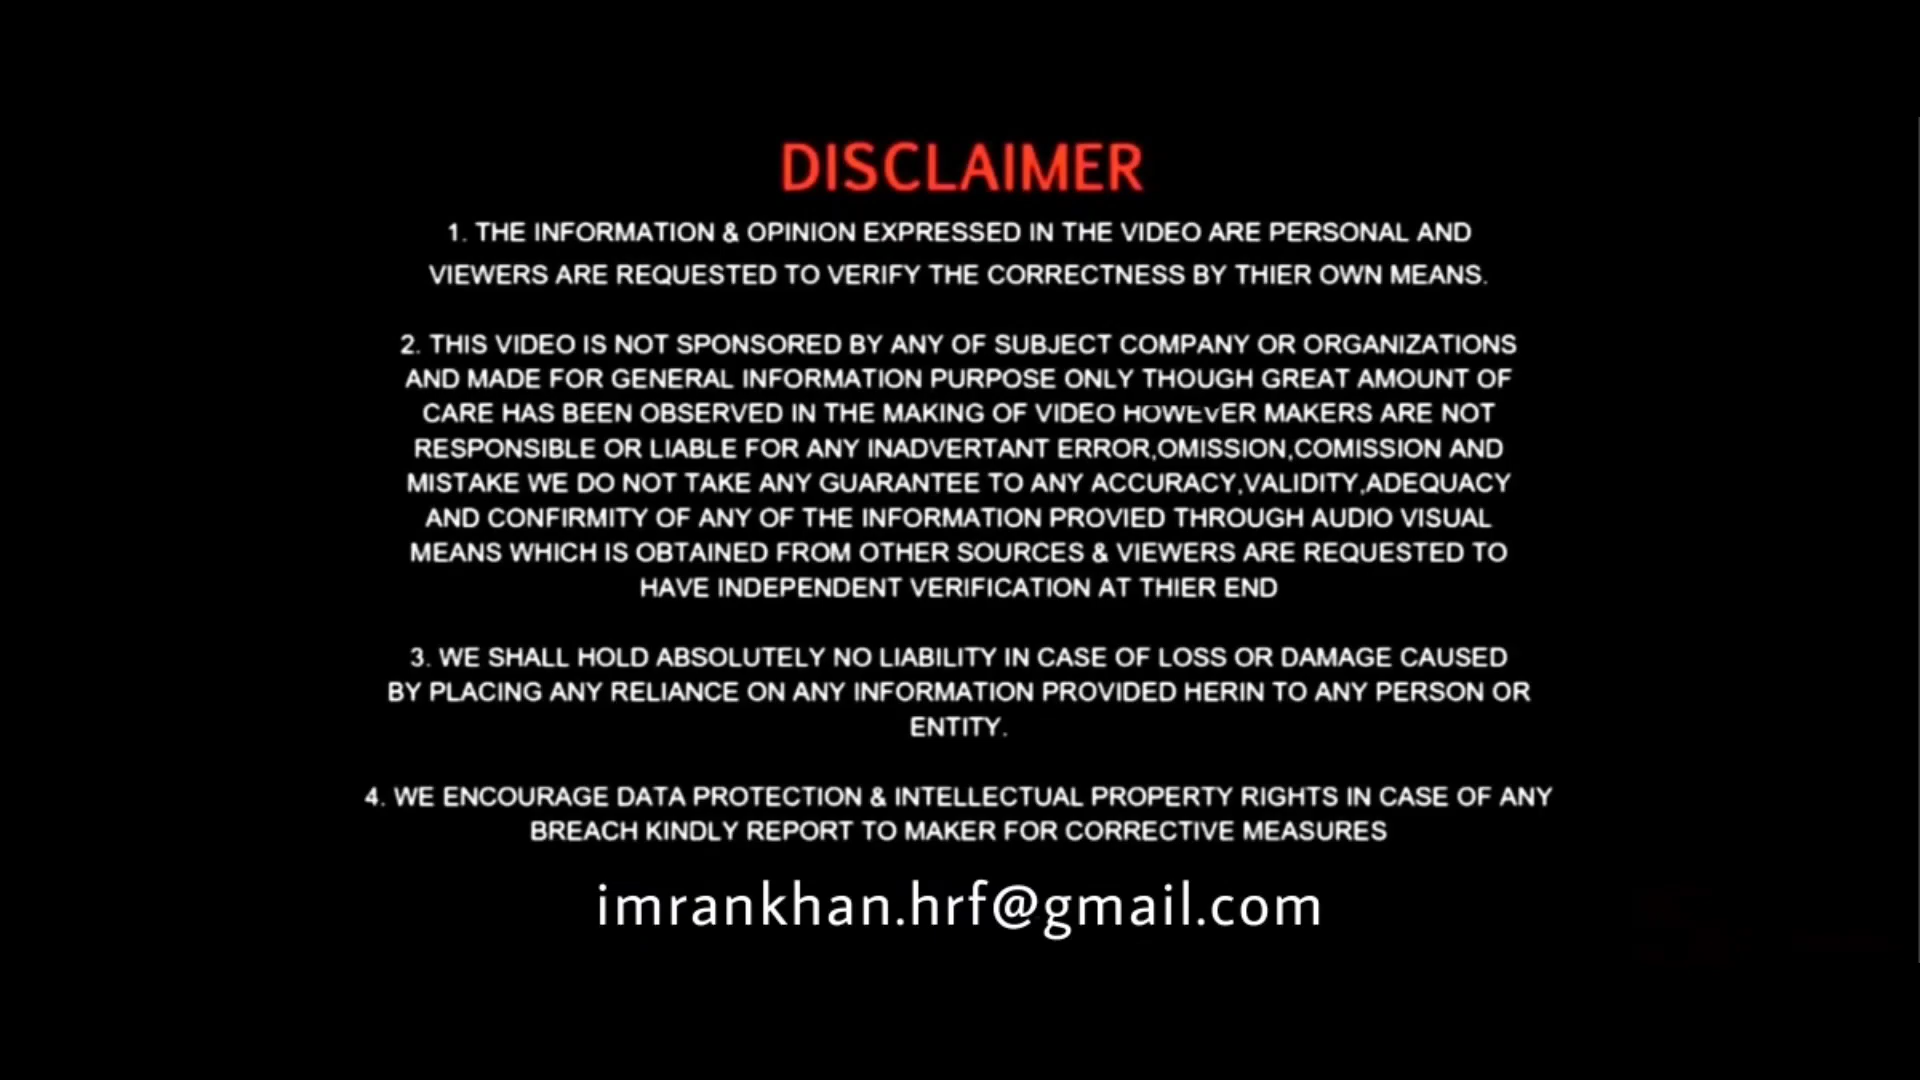 DISCLAIMER
1. THE INFORMATION & OPINION EXPRESSED IN THE VIDEO ARE PERSONAL AND
VIEWERS ARE REQUESTED TO VERIFY THE CORRECTNESS BY THIER OWN MEANS.
2. THIS VIDEO IS NOT SPONSORED BY ANY OF SUBJECT COMPANY OR ORGANIZATIONS
AND MADE FOR GENERAL INFORMATION PURPOSE ONLY THOUGH GREAT AMOUNT OF
CARE HAS BEEN OBSERVED IN THE MAKING OF VIDEO HOWEVER MAKERS ARE NOT
RESPONSIBLE OR LIABLE FOR ANY INADVERTANT ERROR,OMISSION,COMISSION AND
MISTAKE WE DO NOT TAKE ANY GUARANTEE TO ANY ACCURACY,VALIDITY,ADEQUACY
AND CONFIRMITY OF ANY OF THE INFORMATION PROVIED THROUGH AUDIO VISUAL
MEANS WHICH IS OBTAINED FROM OTHER SOURCES & VIEWERS ARE REQUESTED TO
HAVE INDEPENDENT VERIFICATION AT THIER END
3. WE SHALL HOLD ABSOLUTELY NO LIABILITY IN CASE OF LOSS OR DAMAGE CAUSED
BY PLACING ANY RELIANCE ON ANY INFORMATION PROVIDED HERIN TO ANY PERSON OR
ENTITY.
4. WE ENCOURAGE DATA PROTECTION & INTELLECTUAL PROPERTY RIGHTS IN CASE OF ANY
BREACH KINDLY REPORT TO MAKER FOR CORRECTIVE MEASURES
imrankhan.hrf@gmail.com